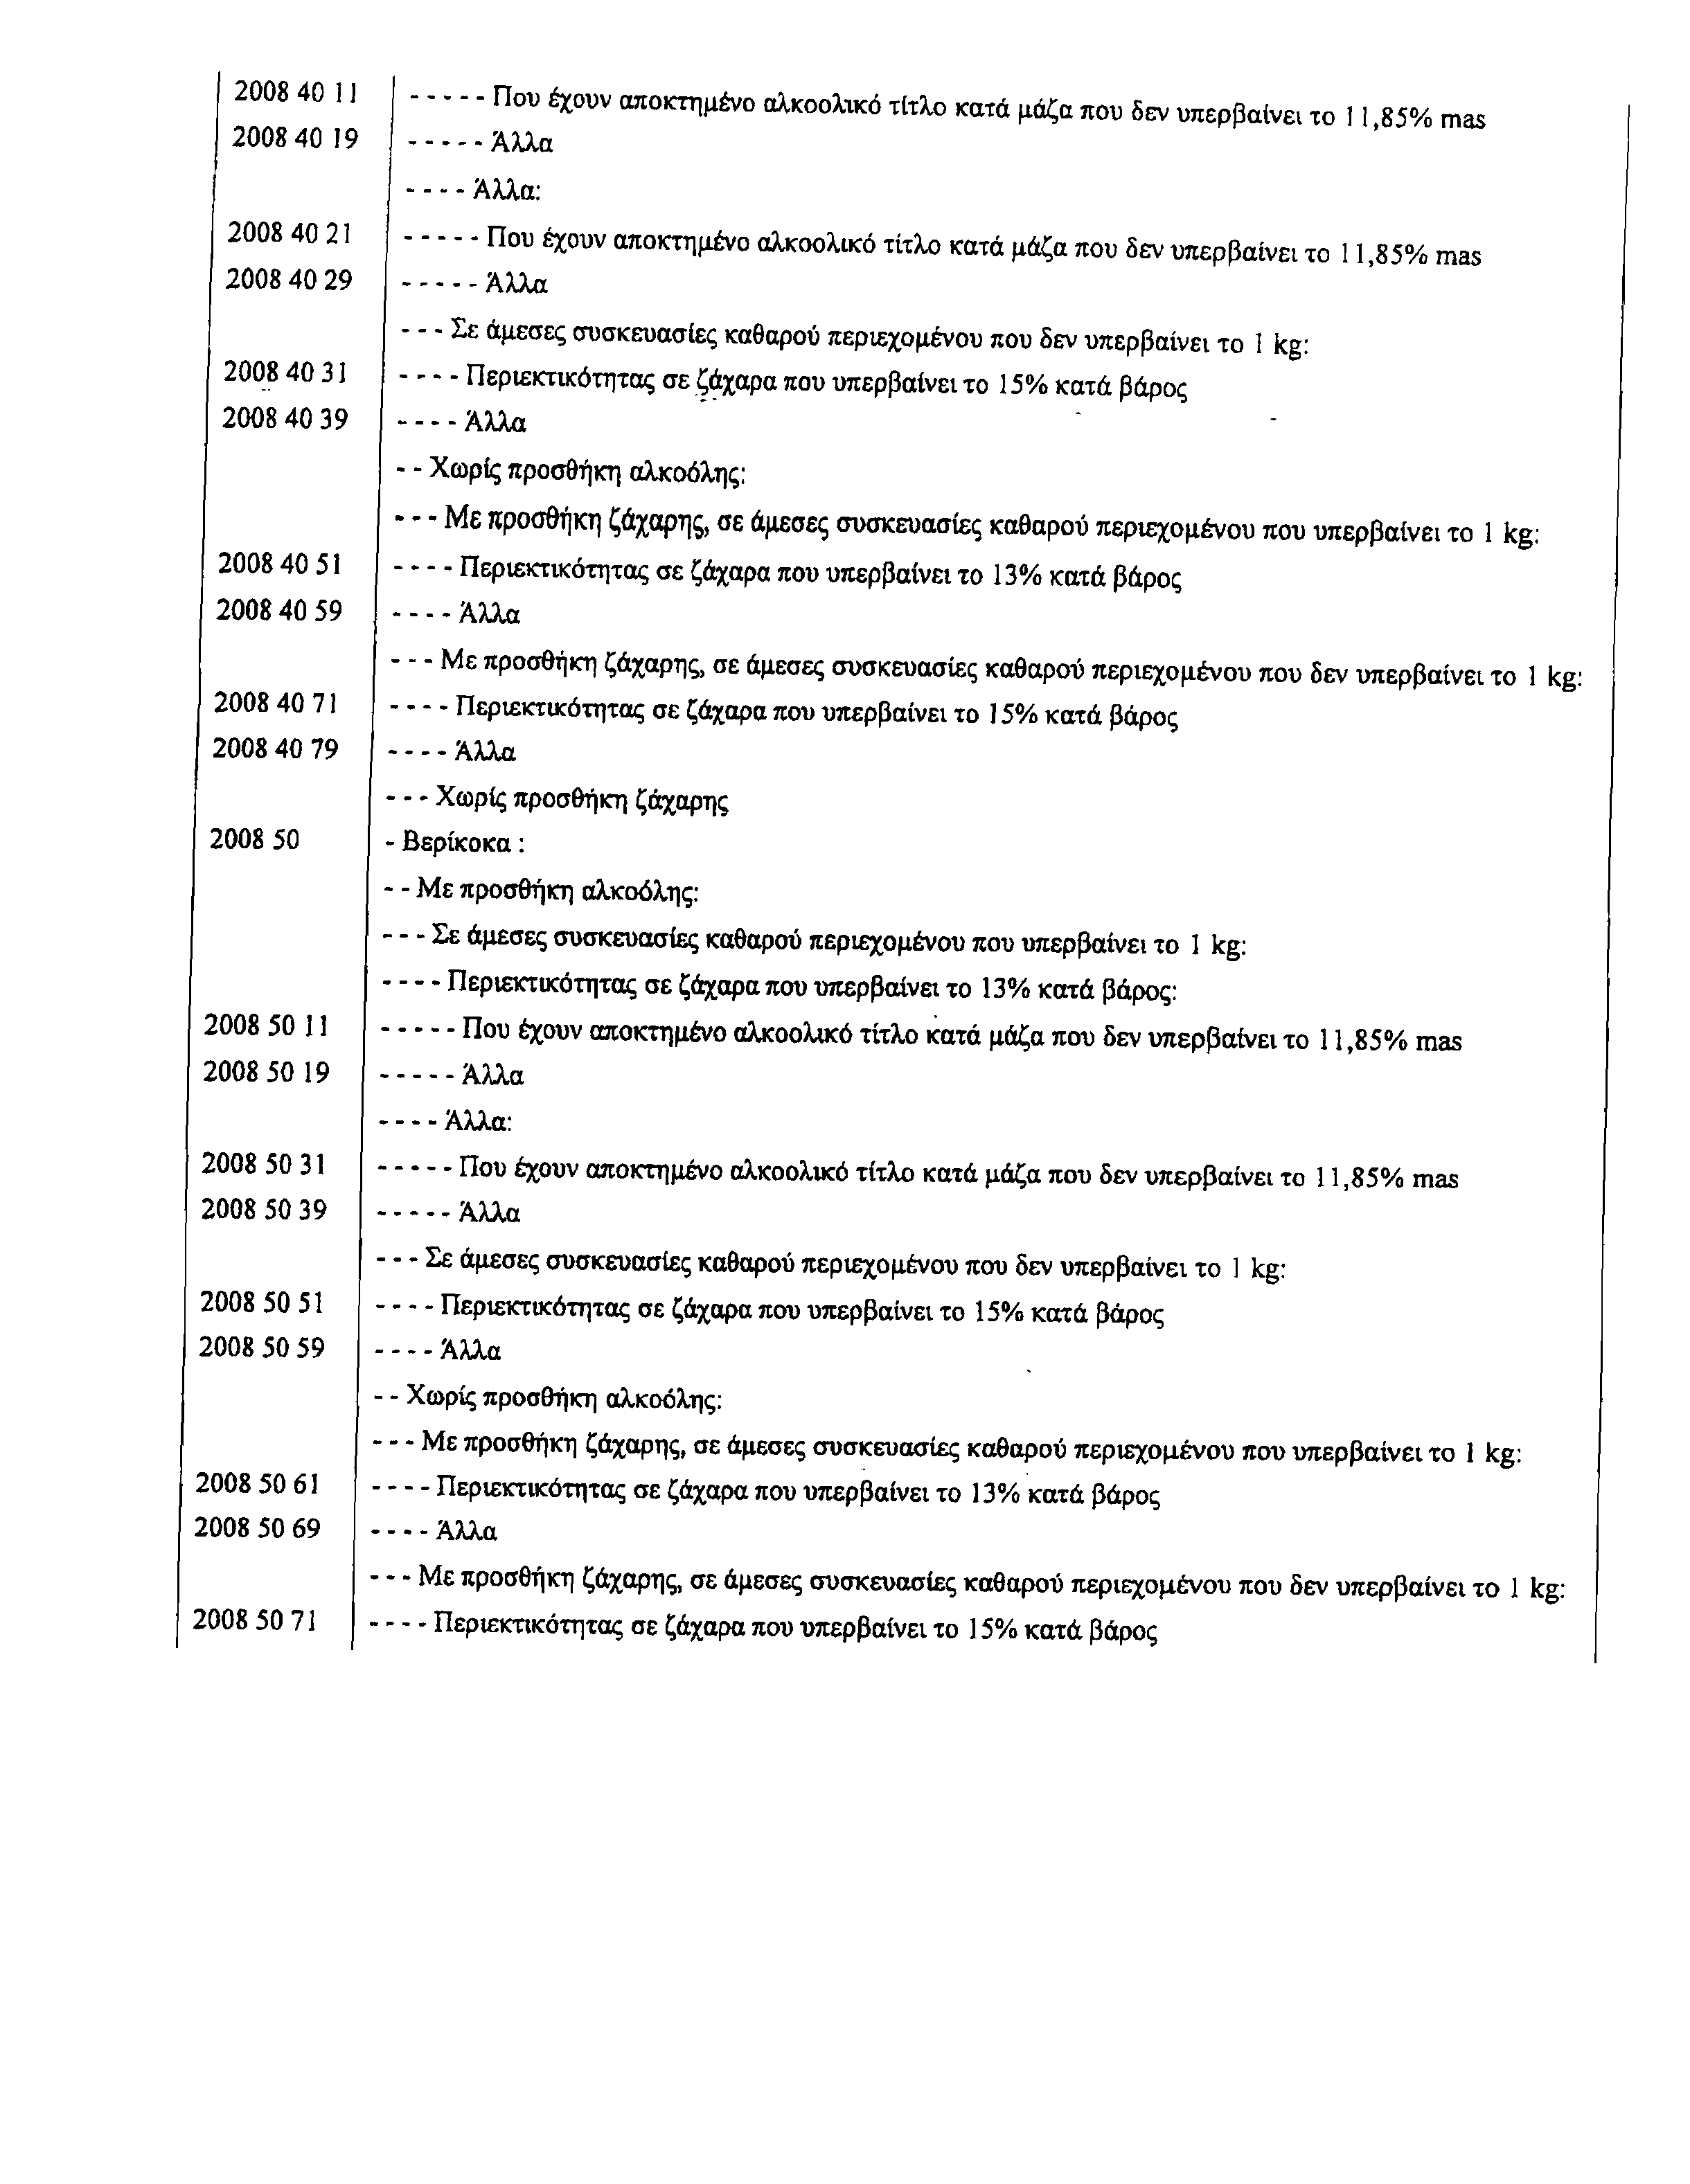 2008 40 11 - - - - - Που έχουν αποκτημένο αλκοολικό τίτλο κατά μάζα που δεν υπερβαίνει το 11,85% mas
2008 40 19 - - - - - Άλλα
- - - - Άλλα:
2008 40 21 - - - - - Που έχουν αποκτημένο αλκοολικό τίτλο κατά μάζα που δεν υπερβαίνει το 11,85% mas
2008 40 29 - - - - - Άλλα
- - - Σε άμεσες συσκευασίες καθαρού περιεχομένου που δεν υπερβαίνει το 1 kg:
2008 40 31 - - - - Περιεκτικότητας σε ζάχαρα που υπερβαίνει το 15% κατά βάρος
2008 40 39 - - - - Άλλα
- - Χωρίς προσθήκη αλκοόλης:
- - - Με προσθήκη ζάχαρης, σε άμεσες συσκευασίες καθαρού περιεχομένου που υπερβαίνει το 1 kg:
2008 40 51 - - - - Περιεκτικότητας σε ζάχαρα που υπερβαίνει το 13% κατά βάρος
2008 40 59 - - - - Άλλα
- - - Με προσθήκη ζάχαρης, σε άμεσες συσκευασίες καθαρού περιεχομένου που δεν υπερβαίνει το 1 kg:
2008 40 71 - - - - Περιεκτικότητας σε ζάχαρα που υπερβαίνει το 15% κατά βάρος
2008 40 79 - - - - Άλλα
- - - Χωρίς προσθήκη ζάχαρης
2008 50 - Βερίκοκα :
- - Με προσθήκη αλκοόλης:
- - - Σε άμεσες συσκευασίες καθαρού περιεχομένου που υπερβαίνει το 1 kg:
- - - - Περιεκτικότητας σε ζάχαρα που υπερβαίνει το 13% κατά βάρος:
2008 50 11 - - - - - Που έχουν αποκτημένο αλκοολικό τίτλο κατά μάζα που δεν υπερβαίνει το 11,85% mas
2008 50 19 - - - - - Άλλα
- - - - Άλλα:
2008 50 31 - - - - - Που έχουν αποκτημένο αλκοολικό τίτλο κατά μάζα που δεν υπερβαίνει το 11,85% mas
2008 50 39 - - - - - Άλλα
- - - Σε άμεσες συσκευασίες καθαρού περιεχομένου που δεν υπερβαίνει το 1 kg:
2008 50 51 - - - - Περιεκτικότητας σε ζάχαρα που υπερβαίνει το 15% κατά βάρος
2008 50 59 - - - - Άλλα
- - Χωρίς προσθήκη αλκοόλης:
- - - Με προσθήκη ζάχαρης, σε άμεσες συσκευασίες καθαρού περιεχομένου που υπερβαίνει το 1 kg:
2008 50 61 - - - - Περιεκτικότητας σε ζάχαρα που υπερβαίνει το 13% κατά βάρος
2008 50 69 - - - - Άλλα
- - - Με προσθήκη ζάχαρης, σε άμεσες συσκευασίες καθαρού περιεχομένου που δεν υπερβαίνει το 1 kg:
2008 50 71 - - - - Περιεκτικότητας σε ζάχαρα που υπερβαίνει το 15% κατά βάρος